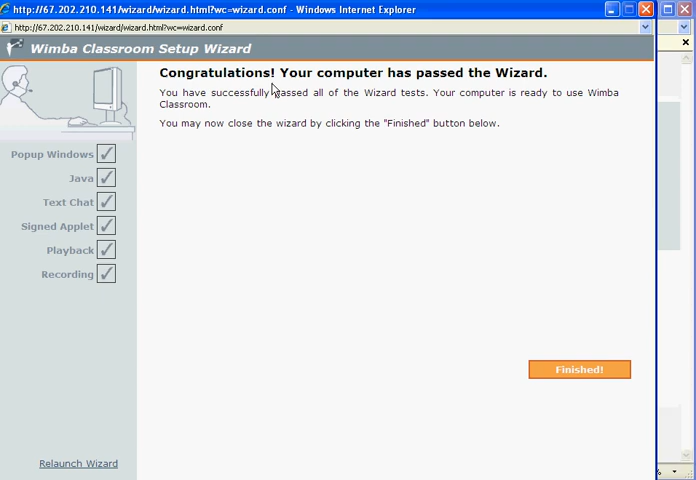 http://67.202.210.141/wizard/wizard.html?wc=wizard.conf - Windows Internet Explorer
http://67.202.210.141/wizard/wizard.html?wc=wizard.conf
Wimba Classroom Setup Wizard
Congratulations! Your computer has passed the Wizard.
You have successfully passed all of the Wizard tests. Your computer is ready to use Wimba
Classroom.
You may now close the wizard by clicking the "Finished" button below.
Popup Windows
Java
Text Chat
Signed Applet
Playback
Recording
Finished!
Relaunch Wizard